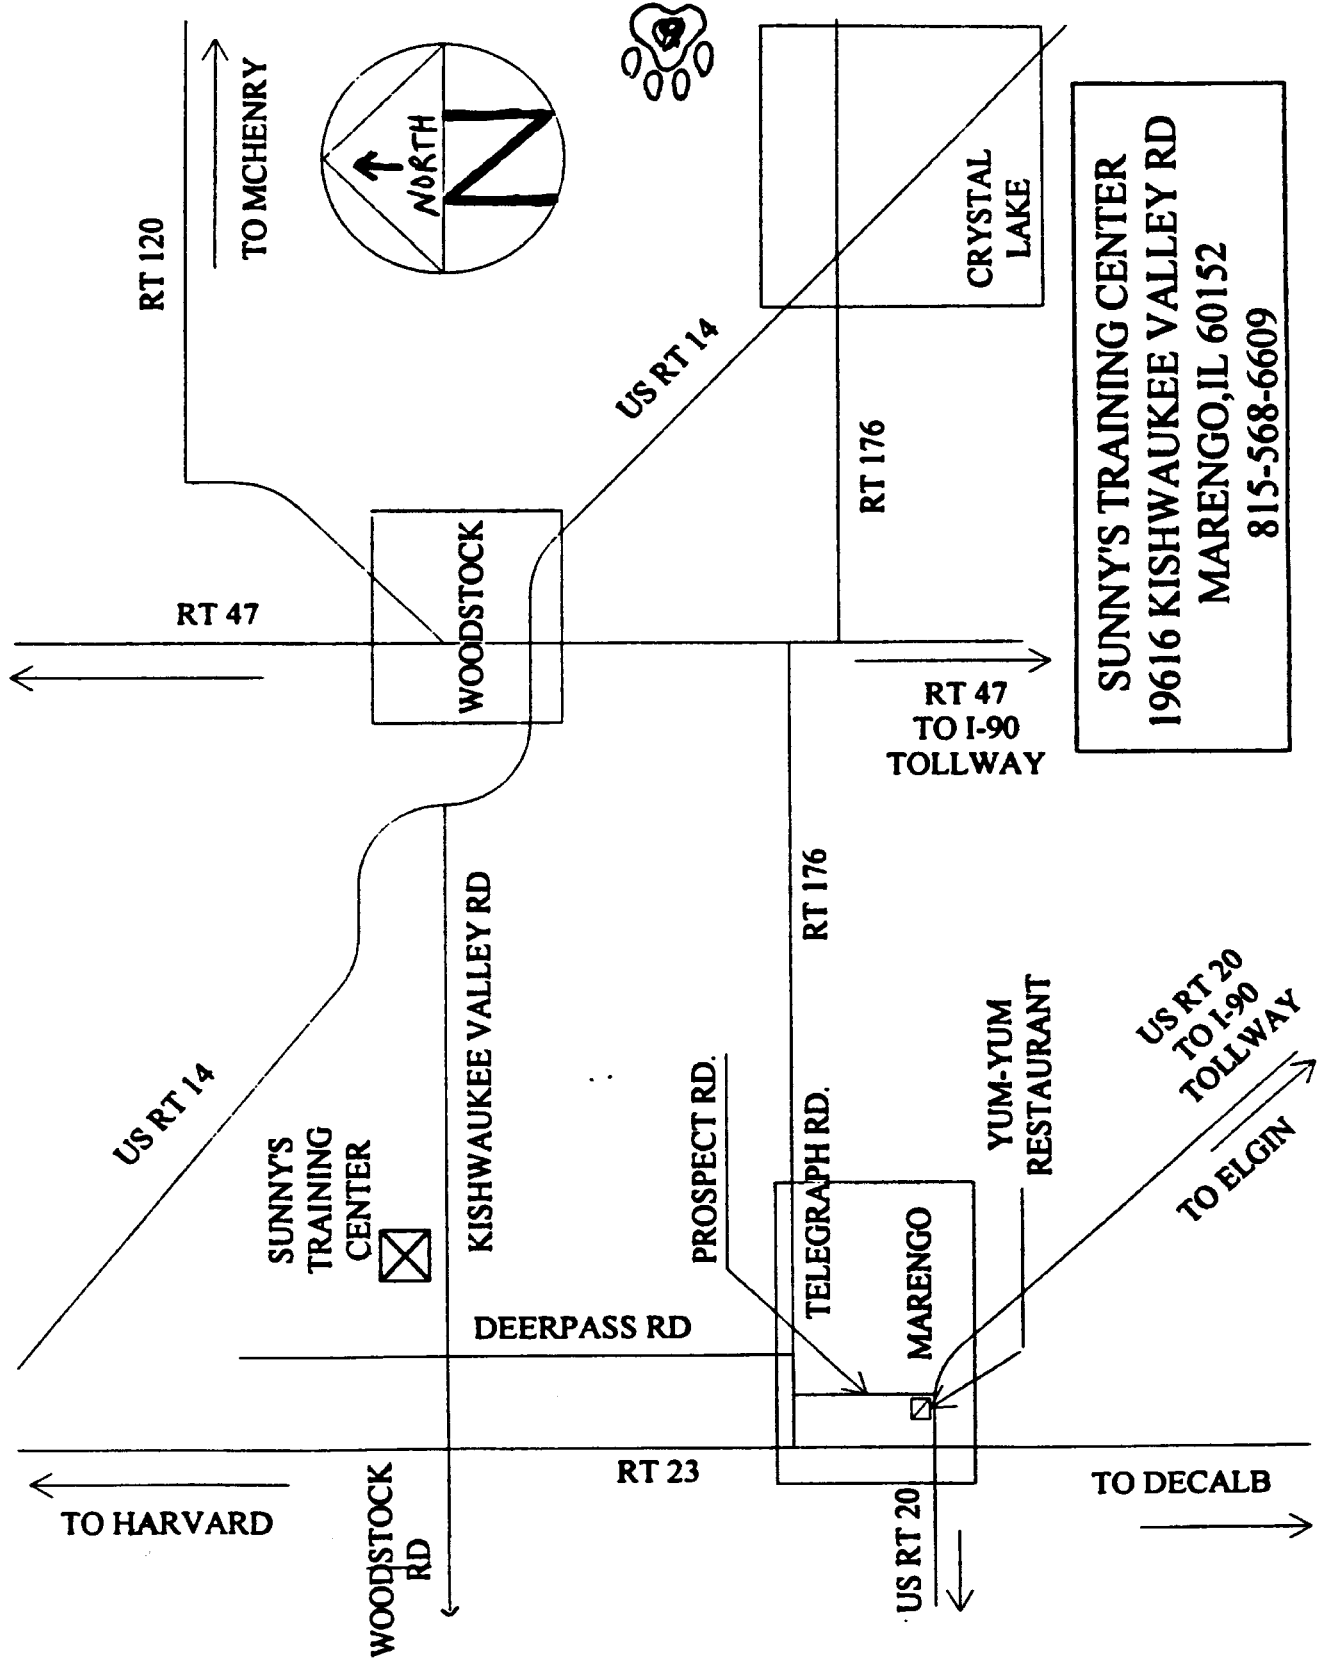 RT 120
TO MCHENRY
NORTH
N
RT 47
WOODSTOCK
US RT 14
CRYSTAL
LAKE
RT 176
RT 47
TO I-90
TOLLWAY
SUNNY'S TRAINING CENTER
19616 KISHWAUKEE VALLEY RD
MARENGO,IL 60152
815-568-6609
US RT 14
SUNNY'S
TRAINING
CENTER
KISHWAUKEE VALLEY RD
RT 176
DEERPASS RD
PROSPECT RD.
TELEGRAPH RD.
MARENGO
YUM-YUM
RESTAURANT
US RT 20
TO I-90
TOLLWAY
TO ELGIN
TO HARVARD
WOODSTOCK
RD
RT 23
US RT 20
TO DECALB